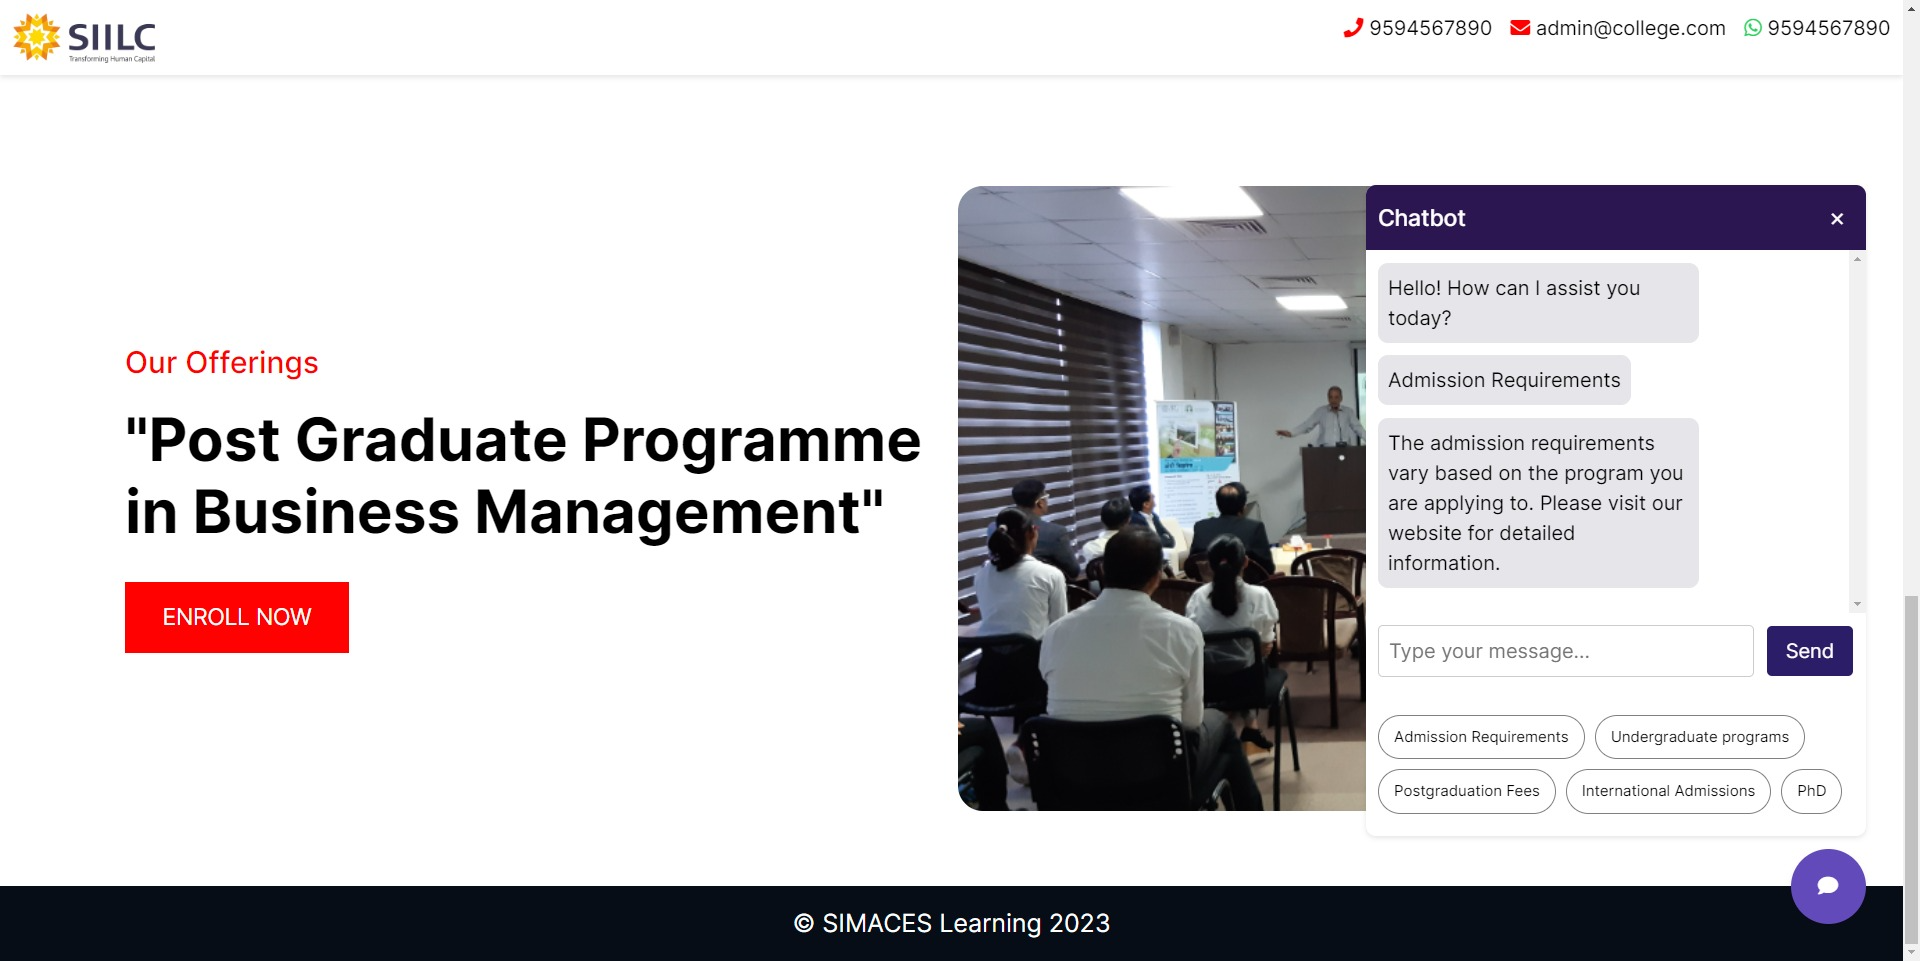 SIILC
Transforming Human Capital
9594567890
admin@college.com
9594567890
Our Offerings
"Post Graduate Programme
in Business Management"
ENROLL NOW
Chatbot
Hello! How can I assist you
today?
Admission Requirements
The admission requirements
vary based on the program you
are applying to. Please visit our
website for detailed
information.
Type your message...
Send
Admission Requirements
Undergraduate programs
Postgraduation Fees
International Admissions
PhD
© SIMACES Learning 2023